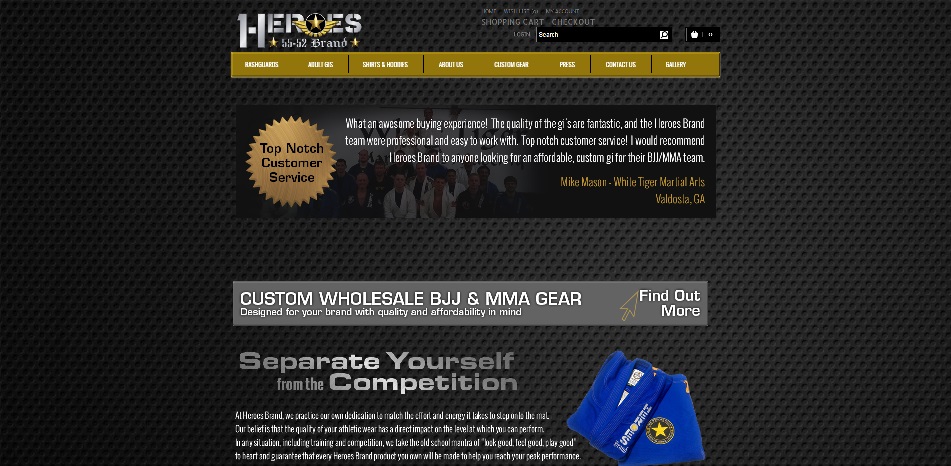 HOME WISH LIST (0) MY ACCOUNT
SHOPPING CART CHECKOUT
HEROES
55-52 Brand
LOGIN Search 0
RASHGUARDS ADULT GIS SHIRTS & HOODIES ABOUT US CUSTOM GEAR PRESS CONTACT US GALLERY
Top Notch
Customer
Service
What an awesome buying experience! The quality of the gi's are fantastic, and the Heroes Brand
team were professional and easy to work with. Top notch customer service! I would recommend
Heroes Brand to anyone looking for an affordable, custom gi for their BJJ/MMA team.
Mike Mason - White Tiger Martial Arts
Valdosta, GA
CUSTOM WHOLESALE BJJ & MMA GEAR
Designed for your brand with quality and affordability in mind
Find Out
More
Separate Yourself
from the Competition
At Heroes Brand, we practice our own dedication to match the effort and energy it takes to step onto the mat.
Our belief is that the quality of your athletic wear has a direct impact on the level at which you can perform.
In any situation, including training and competition, we take the old school mantra of "look good, feel good, play good"
to heart and guarantee that every Heroes Brand product you own will be made to help you reach your peak performance.